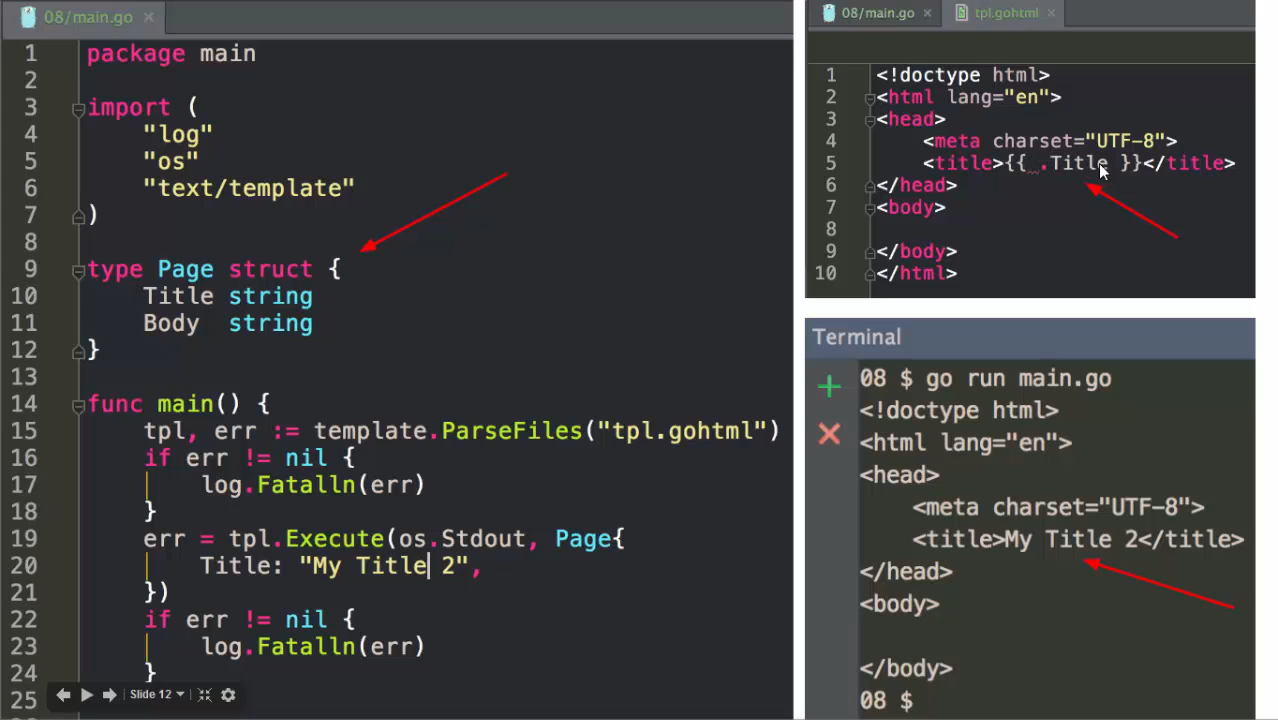 08/main.go ×
1 package main
2
3 import (
4 "log"
5 "os"
6 "text/template"
7 )
8
9 type Page struct {
10 Title string
11 Body string
12 }
13
14 func main() {
15 tpl, err := template.ParseFiles("tpl.gohtml")
16 if err != nil {
17 log.Fatalln(err)
18 }
19 err = tpl.Execute(os.Stdout, Page{
20 Title: "My Title 2",
21 })
22 if err != nil {
23 log.Fatalln(err)
24 }
25
Slide 12
08/main.go × tpl.gohtml ×
1 <!doctype html>
2 <html lang="en">
3 <head>
4 <meta charset="UTF-8">
5 <title>{{ .Title }}</title>
6 </head>
7 <body>
8
9 </body>
10 </html>
Terminal
08 $ go run main.go
<!doctype html>
<html lang="en">
<head>
<meta charset="UTF-8">
<title>My Title 2</title>
</head>
<body>
</body>
08 $